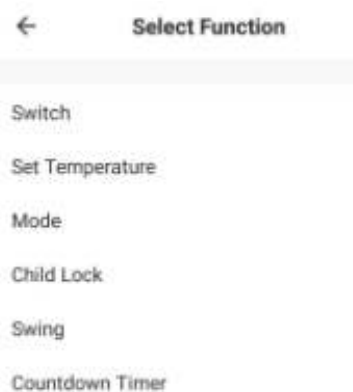 Select Function
Switch
Set Temperature
Mode
Child Lock
Swing
Countdown Timer